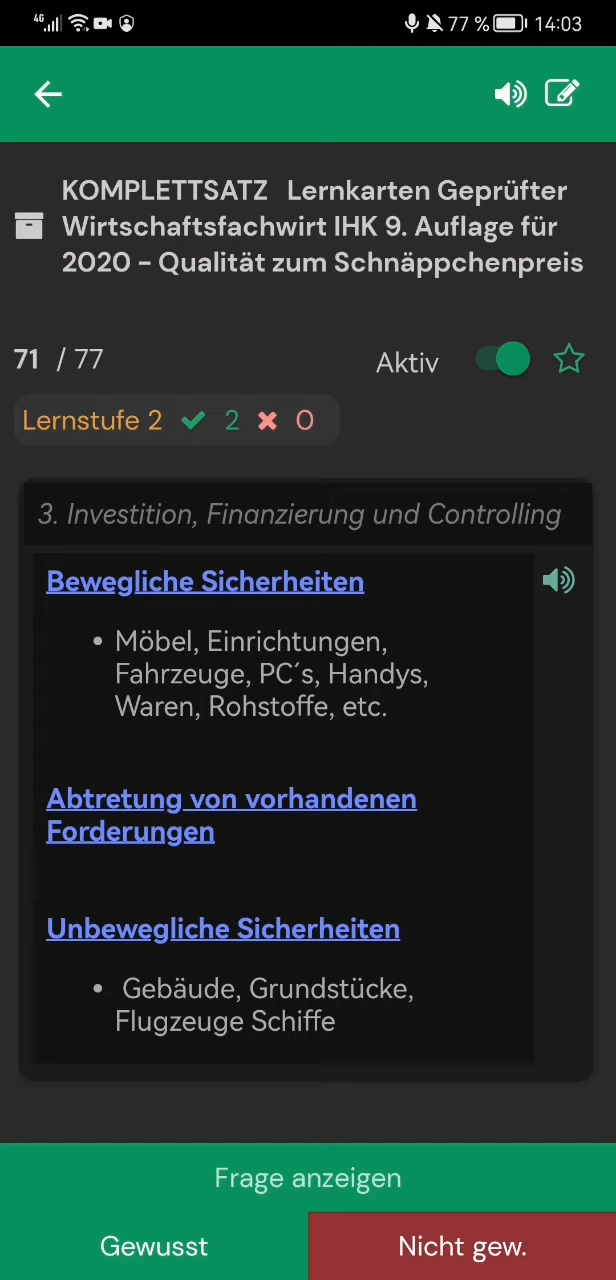 4G 77 % 14:03
KOMPLETTSATZ Lernkarten Geprüfter
Wirtschaftsfachwirt IHK 9. Auflage für
2020 – Qualität zum Schnäppchenpreis
71 / 77 Aktiv
Lernstufe 2 2 0
3. Investition, Finanzierung und Controlling
Bewegliche Sicherheiten
• Möbel, Einrichtungen,
Fahrzeuge, PC´s, Handys,
Waren, Rohstoffe, etc.
Abtretung von vorhandenen
Forderungen
Unbewegliche Sicherheiten
• Gebäude, Grundstücke,
Flugzeuge Schiffe
Frage anzeigen
Gewusst Nicht gew.